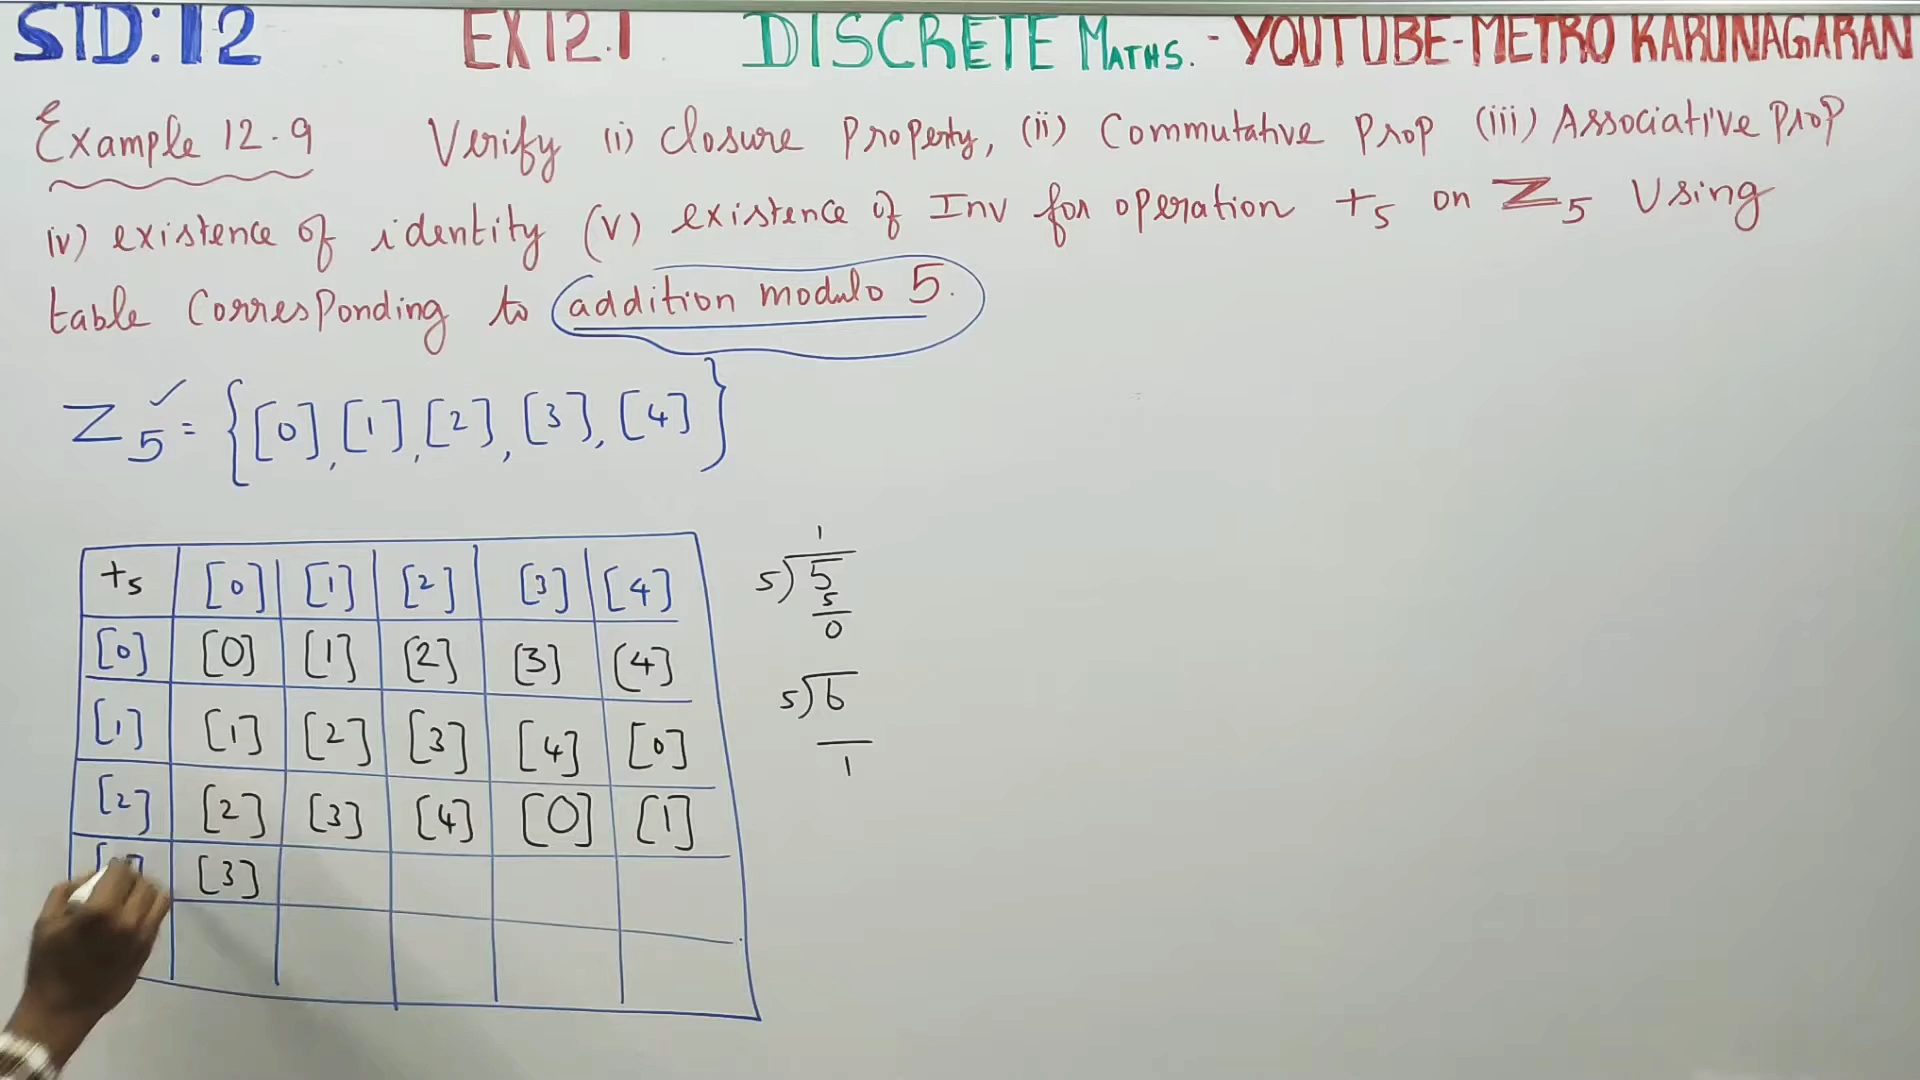 STD:12 EX12.1 DISCRETE MATHS. - YOUTUBE-METRO KARUNAGARAN
Example 12.9 Verify (i) Closure Property, (ii) Commutative Prop (iii) Associative Prop
iv) existence of identity (v) existence of Inv for operation +5 on Z5 Using
table Corresponding to addition modulo 5.
Z5 = {[0], [1], [2], [3], [4]}
+5 [0] [1] [2] [3] [4]
[0] [0] [1] [2] [3] [4]
[1] [1] [2] [3] [4] [0]
[2] [2] [3] [4] [0] [1]
[3]
1
5)5
5
0
5)6
1